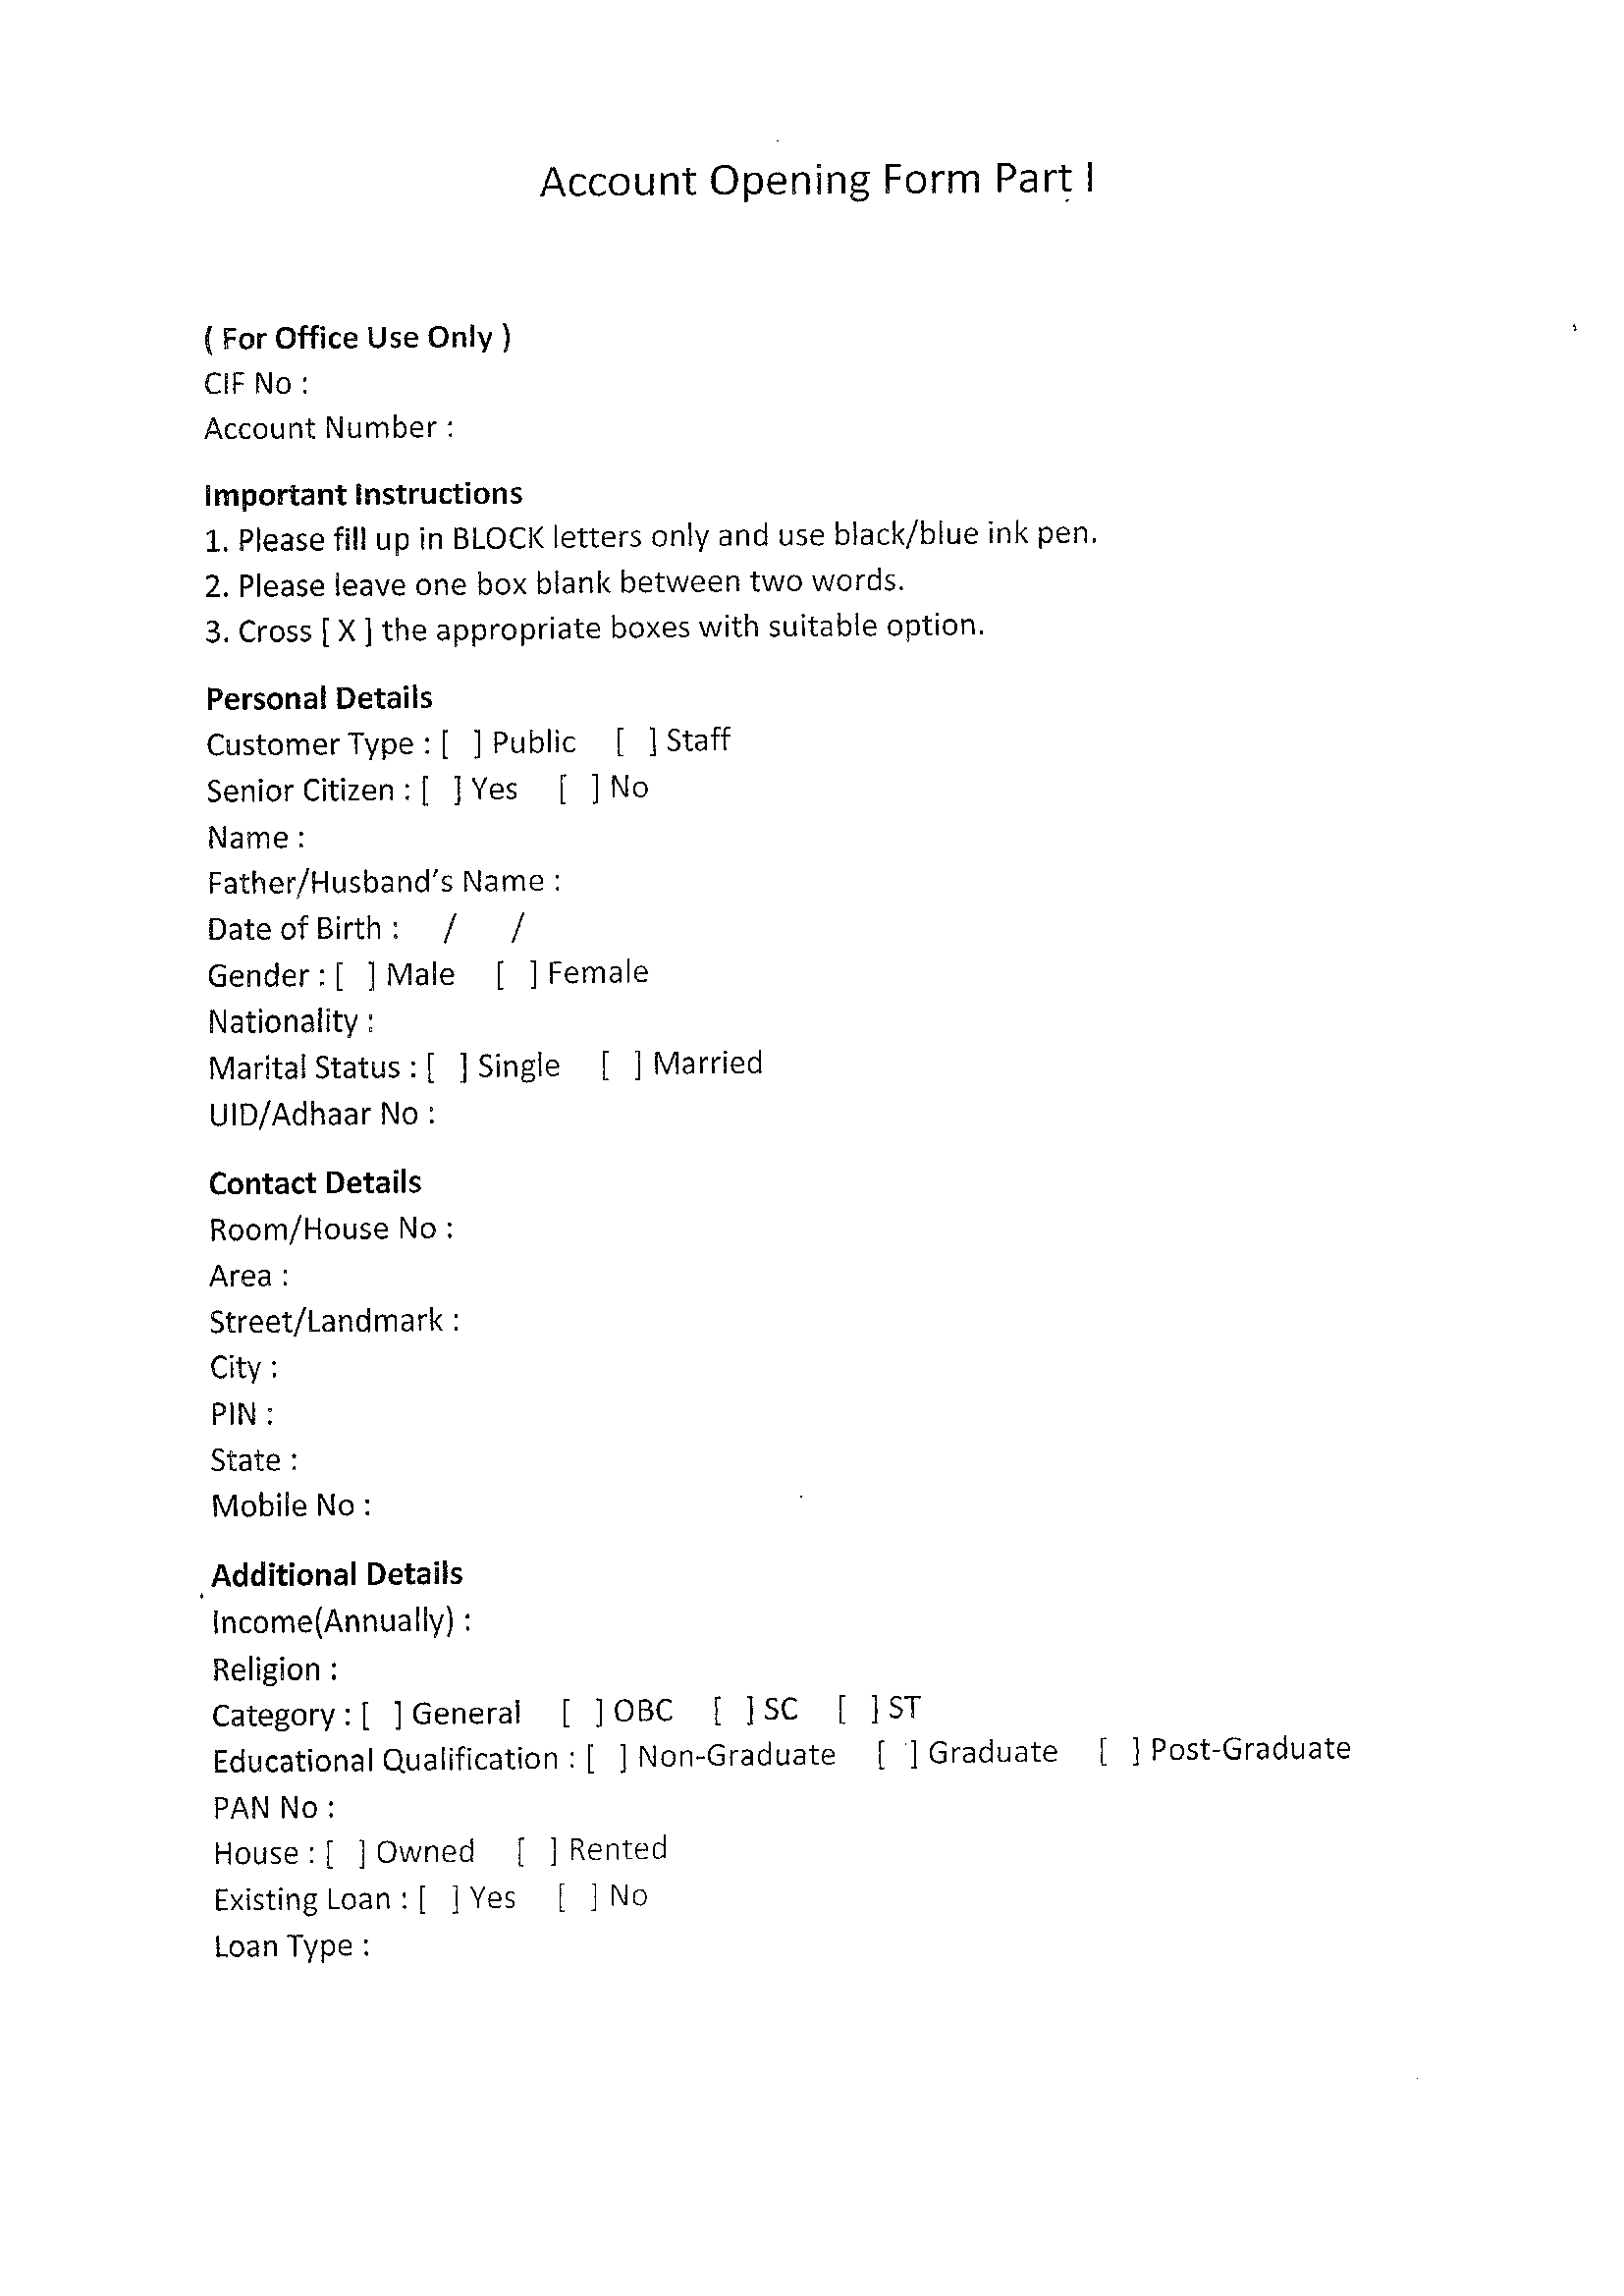 Account Opening Form Part I
( For Office Use Only )
CIF No :
Account Number :
Important Instructions
1. Please fill up in BLOCK letters only and use black/blue ink pen.
2. Please leave one box blank between two words.
3. Cross [ X ] the appropriate boxes with suitable option.
Personal Details
Customer Type : [ ] Public [ ] Staff
Senior Citizen : [ ] Yes [ ] No
Name :
Father/Husband's Name :
Date of Birth : / /
Gender : [ ] Male [ ] Female
Nationality :
Marital Status : [ ] Single [ ] Married
UID/Adhaar No :
Contact Details
Room/House No :
Area :
Street/Landmark :
City :
PIN :
State :
Mobile No :
Additional Details
Income(Annually) :
Religion :
Category : [ ] General [ ] OBC [ ] SC [ ] ST
Educational Qualification : [ ] Non-Graduate [ ] Graduate [ ] Post-Graduate
PAN No :
House : [ ] Owned [ ] Rented
Existing Loan : [ ] Yes [ ] No
Loan Type :